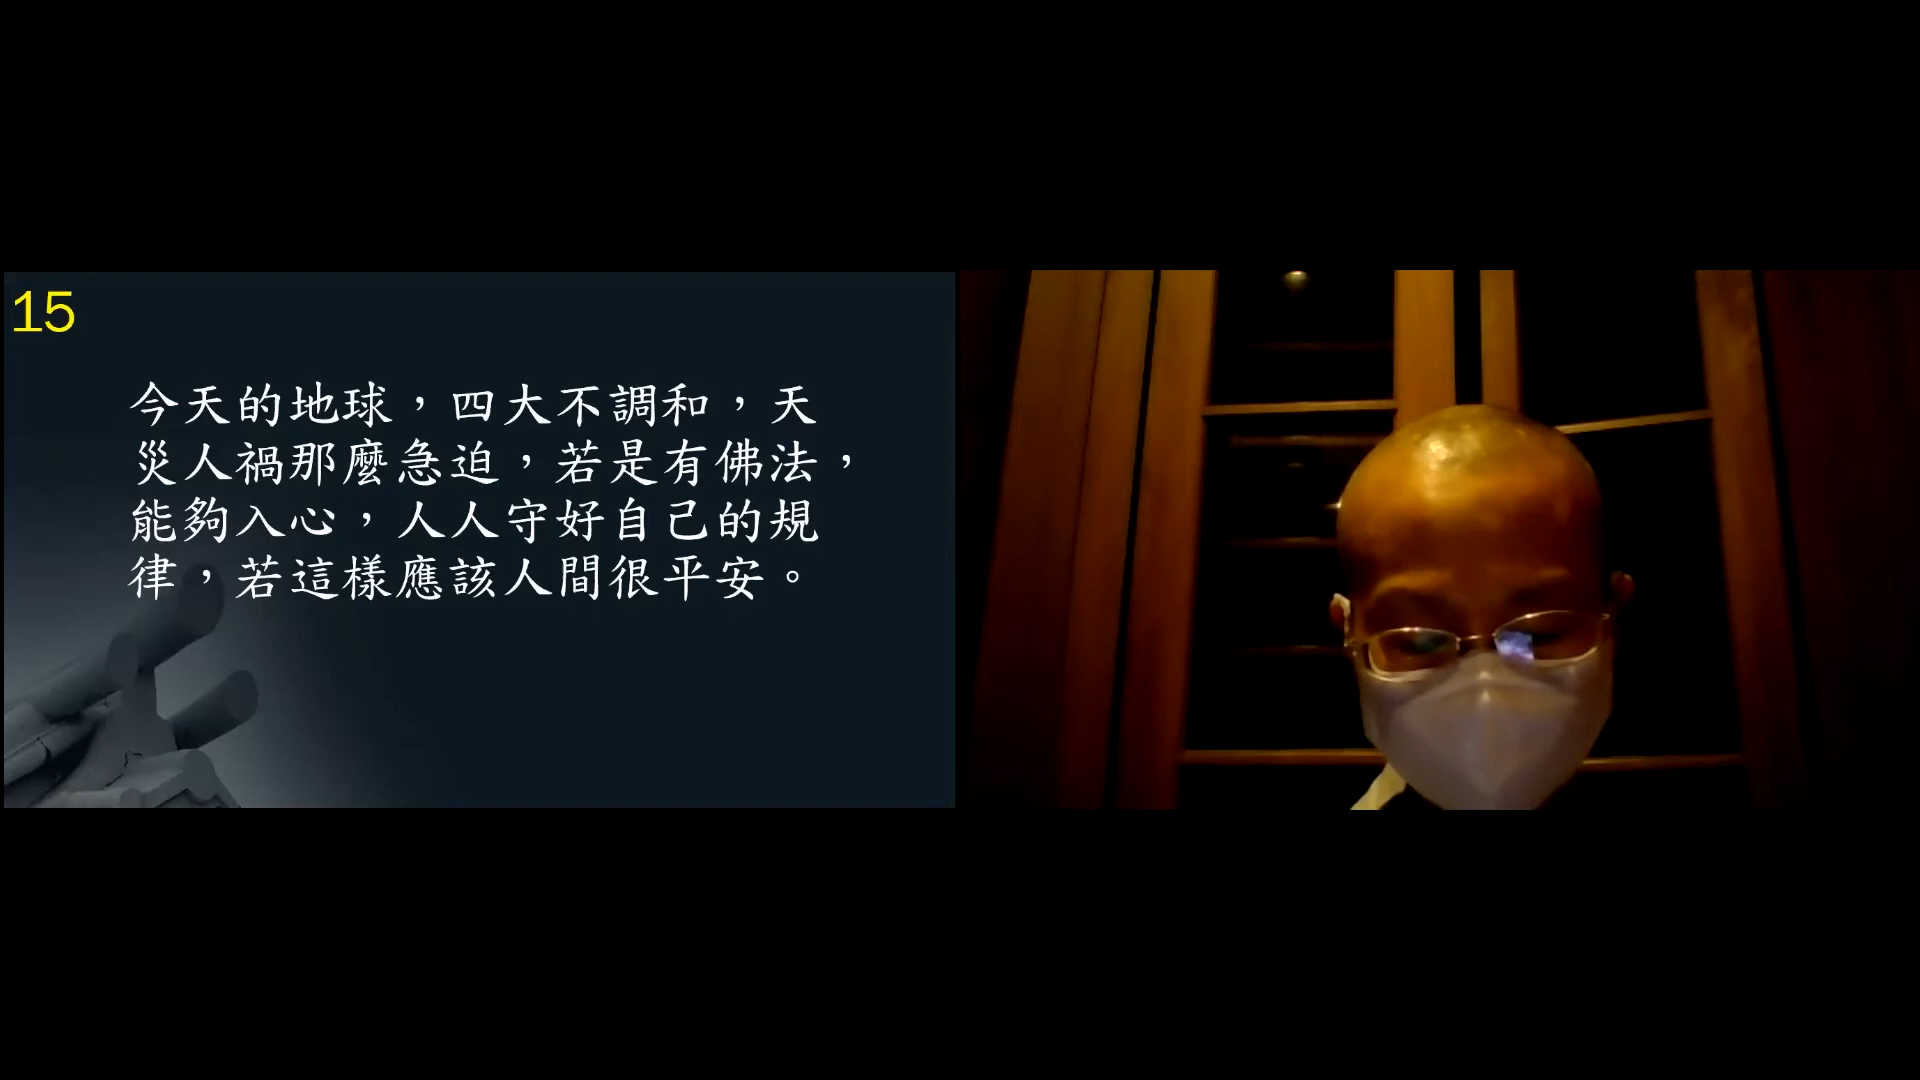 15
今天的地球，四大不調和，天
災人禍那麼急迫，若是有佛法，
能夠入心，人人守好自己的規
律，若這樣應該人間很平安。